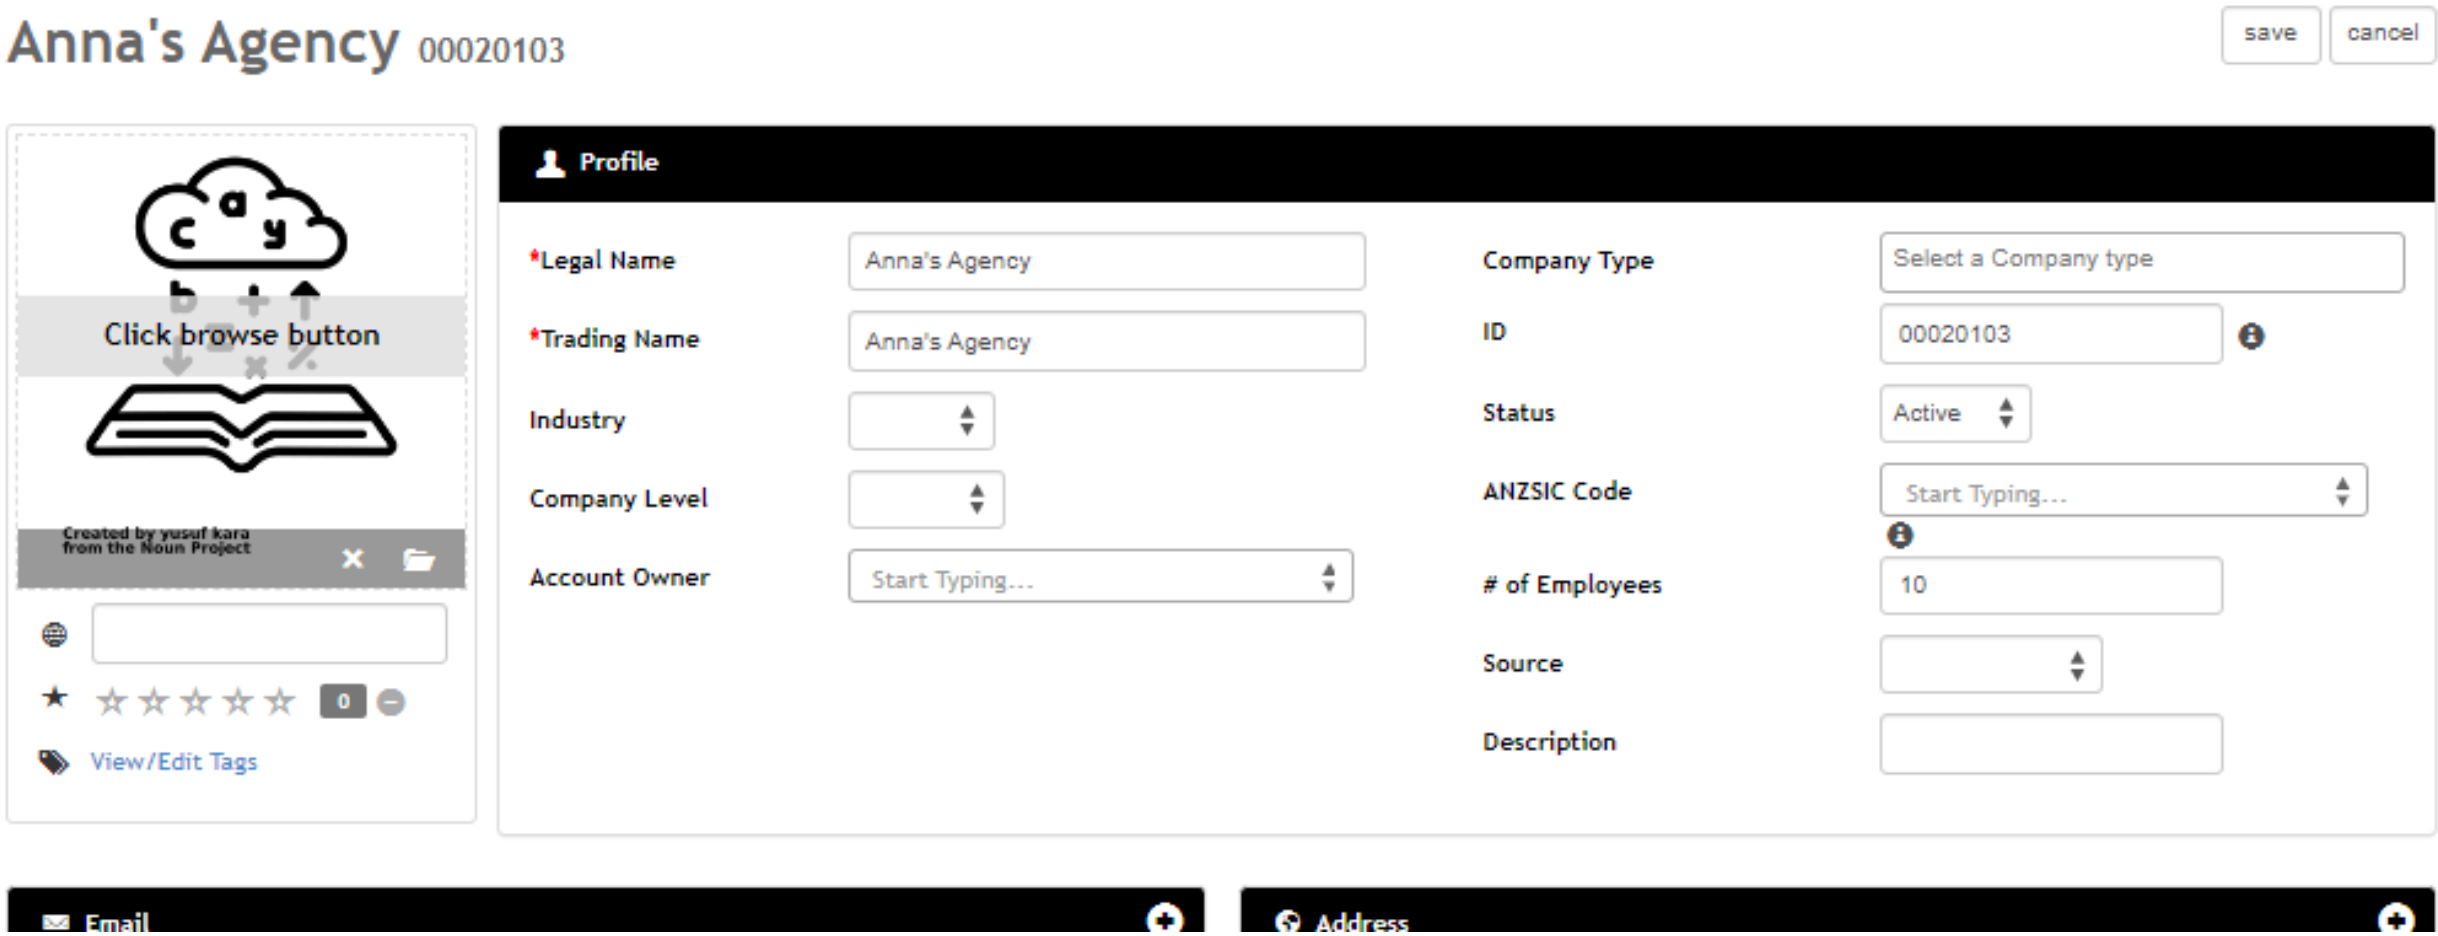 Anna's Agency 00020103
save
cancel
c a y
b
Click browse button
Created by yusuf kara
from the Noun Project
0
View/Edit Tags
Profile
*Legal Name
Anna's Agency
*Trading Name
Anna's Agency
Industry
Company Level
Account Owner
Start Typing...
Company Type
Select a Company type
ID
00020103
Status
Active
ANZSIC Code
Start Typing...
# of Employees
10
Source
Description
Email
Address